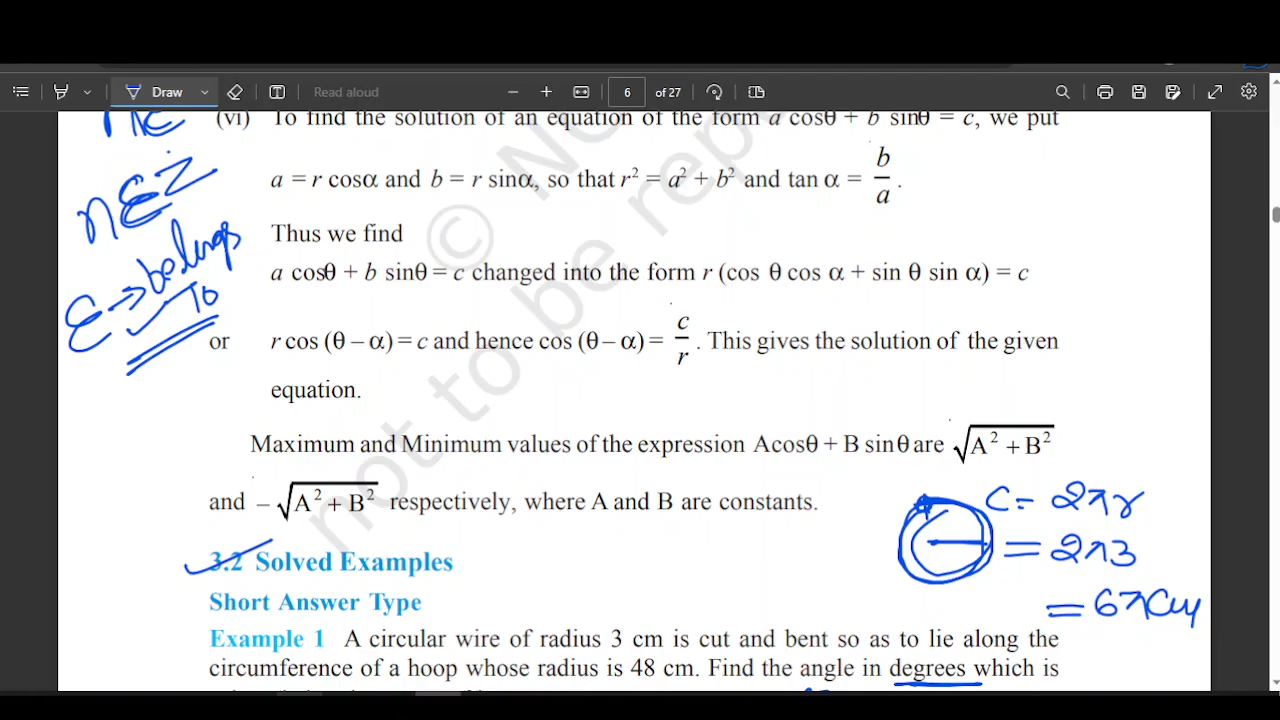 Draw
Read aloud
6 of 27
(vi) To find the solution of an equation of the form a cosθ + b sinθ = c, we put
a = r cosα and b = r sinα, so that r² = a² + b² and tan α = b/a .
n ∈ Z
Thus we find
∈ → belongs To
a cosθ + b sinθ = c changed into the form r (cos θ cos α + sin θ sin α) = c
or r cos (θ – α) = c and hence cos (θ – α) = c/r . This gives the solution of the given
equation.
Maximum and Minimum values of the expression Acosθ + B sinθ are √A² + B²
and – √A² + B² respectively, where A and B are constants.
C = 2πr
= 2π3
= 6πcm
3.2 Solved Examples
Short Answer Type
Example 1 A circular wire of radius 3 cm is cut and bent so as to lie along the
circumference of a hoop whose radius is 48 cm. Find the angle in degrees which is
© N
not to be rep